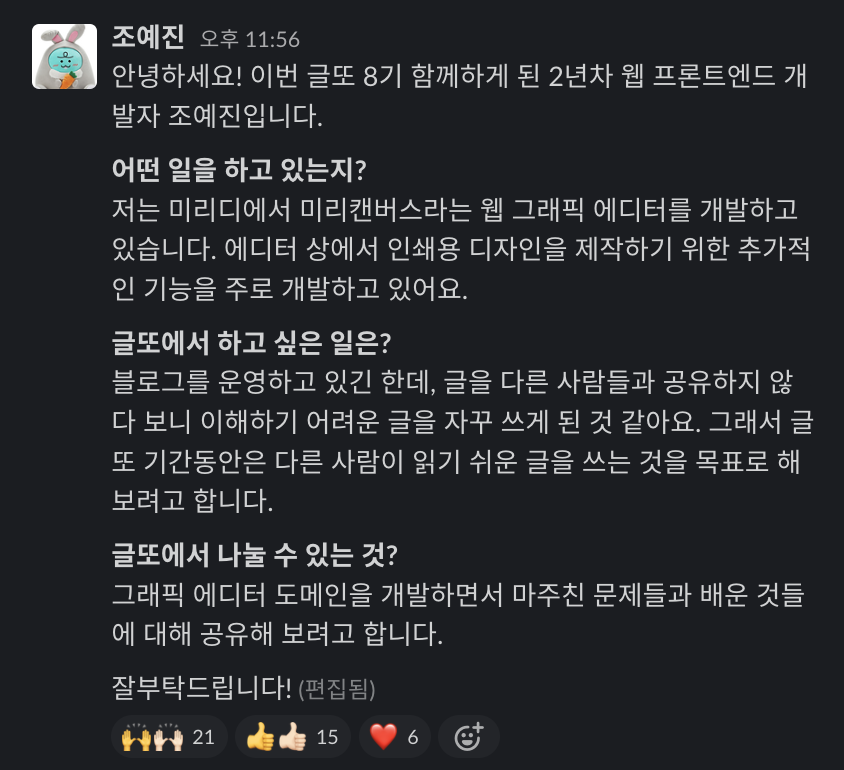 조예진 오후 11:56
안녕하세요! 이번 글또 8기 함께하게 된 2년차 웹 프론트엔드 개
발자 조예진입니다.
어떤 일을 하고 있는지?
저는 미리디에서 미리캔버스라는 웹 그래픽 에디터를 개발하고
있습니다. 에디터 상에서 인쇄용 디자인을 제작하기 위한 추가적
인 기능을 주로 개발하고 있어요.
글또에서 하고 싶은 일은?
블로그를 운영하고 있긴 한데, 글을 다른 사람들과 공유하지 않
다 보니 이해하기 어려운 글을 자꾸 쓰게 된 것 같아요. 그래서 글
또 기간동안은 다른 사람이 읽기 쉬운 글을 쓰는 것을 목표로 해
보려고 합니다.
글또에서 나눌 수 있는 것?
그래픽 에디터 도메인을 개발하면서 마주친 문제들과 배운 것들
에 대해 공유해 보려고 합니다.
잘부탁드립니다! (편집됨)
21 15 6